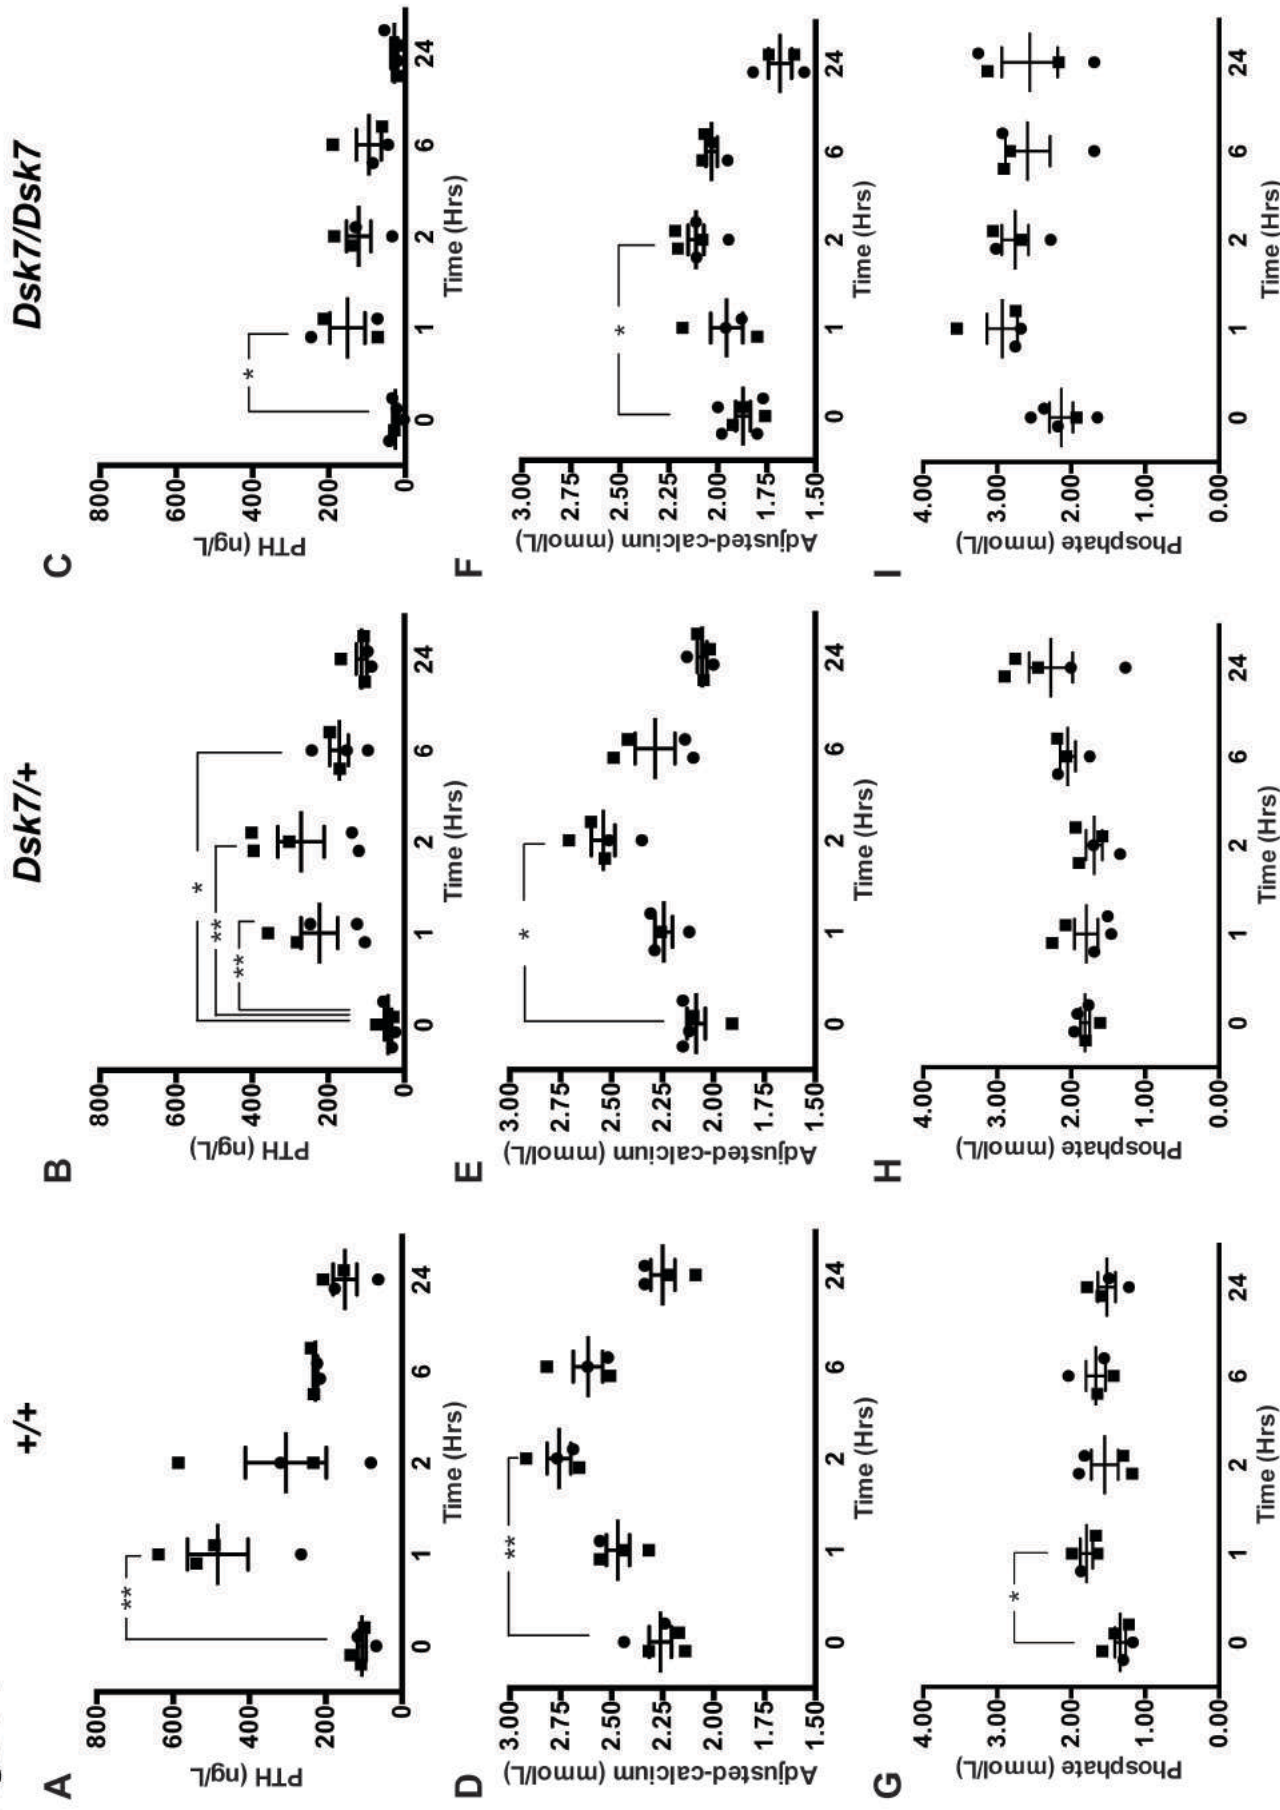 +/+
Dsk7/+
Dsk7/Dsk7
A
PTH (ng/L)
800
600
400
200
0
**
0 1 2 6 24
Time (Hrs)
B
PTH (ng/L)
800
600
400
200
0
*
**
**
0 1 2 6 24
Time (Hrs)
C
PTH (ng/L)
800
600
400
200
0
*
0 1 2 6 24
Time (Hrs)
D
Adjusted-calcium (mmol/L)
3.00
2.75
2.50
2.25
2.00
1.75
1.50
**
0 1 2 6 24
Time (Hrs)
E
Adjusted-calcium (mmol/L)
3.00
2.75
2.50
2.25
2.00
1.75
1.50
*
0 1 2 6 24
Time (Hrs)
F
Adjusted-calcium (mmol/L)
3.00
2.75
2.50
2.25
2.00
1.75
1.50
*
0 1 2 6 24
Time (Hrs)
G
Phosphate (mmol/L)
4.00
3.00
2.00
1.00
0.00
*
0 1 2 6 24
Time (Hrs)
H
Phosphate (mmol/L)
4.00
3.00
2.00
1.00
0.00
0 1 2 6 24
Time (Hrs)
I
Phosphate (mmol/L)
4.00
3.00
2.00
1.00
0.00
0 1 2 6 24
Time (Hrs)